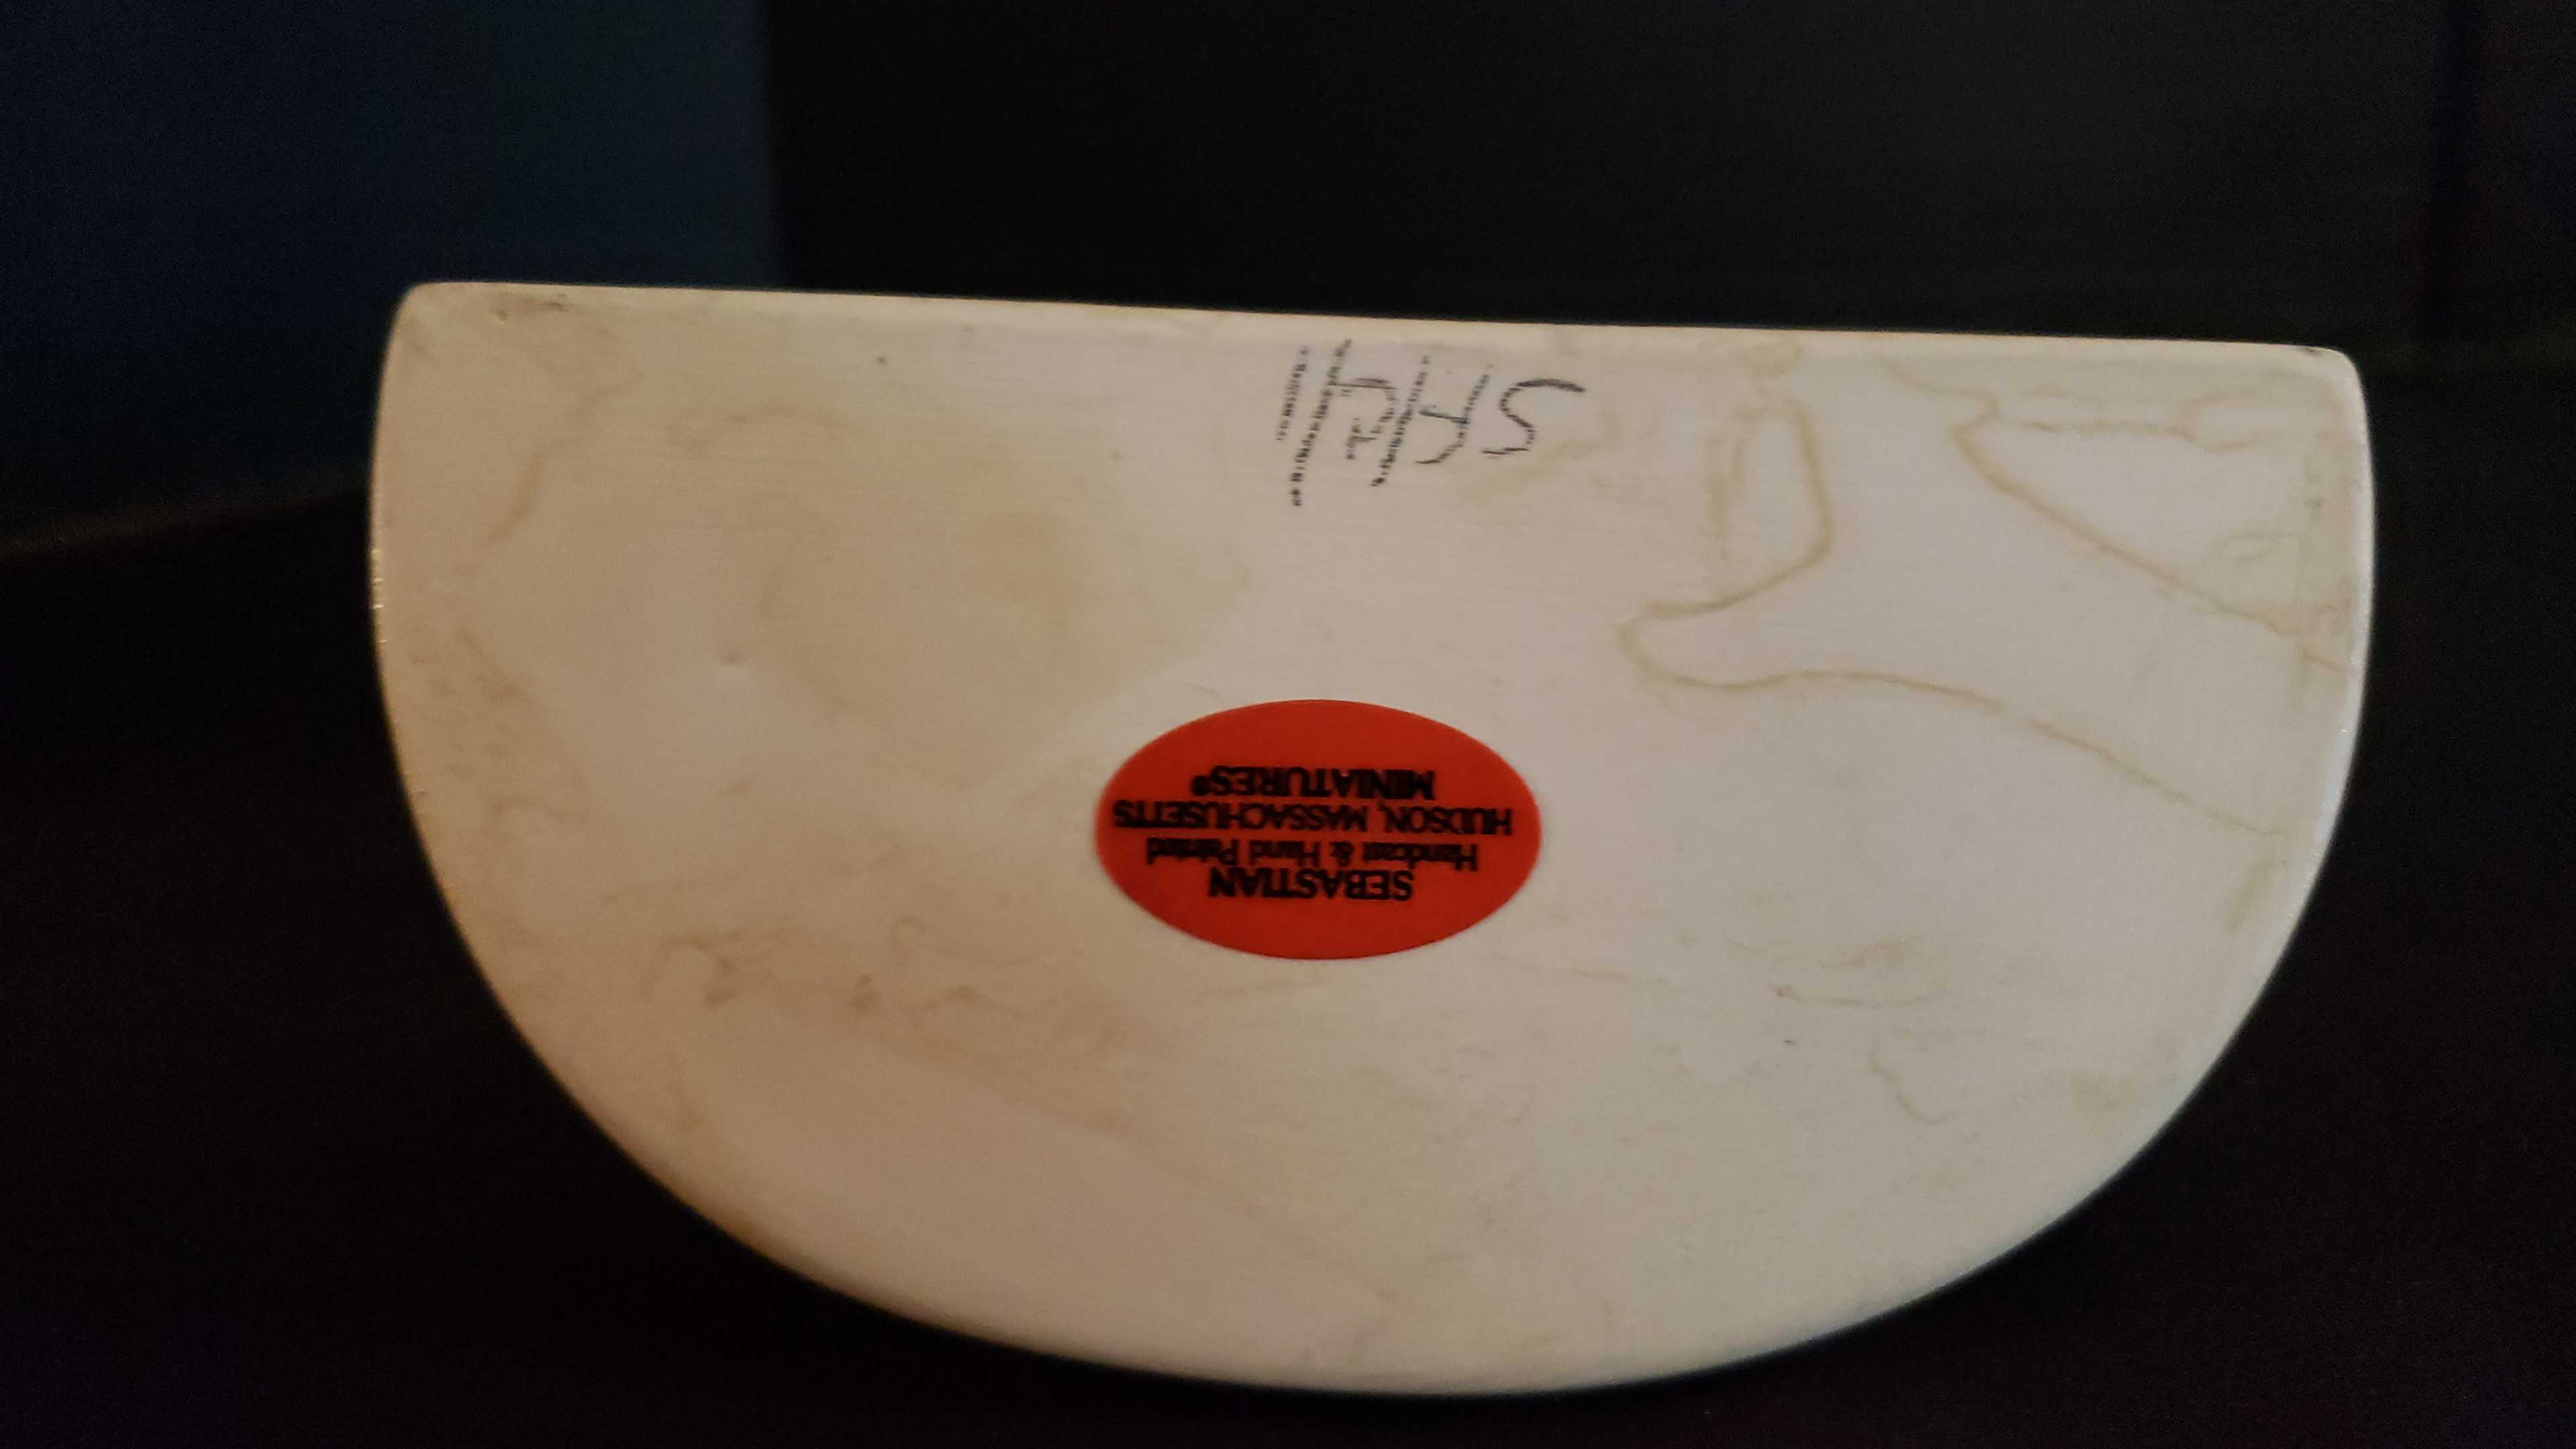 SEBASTIAN
Handcast & Hand Painted
HUDSON, MASSACHUSETTS
MINIATURES®